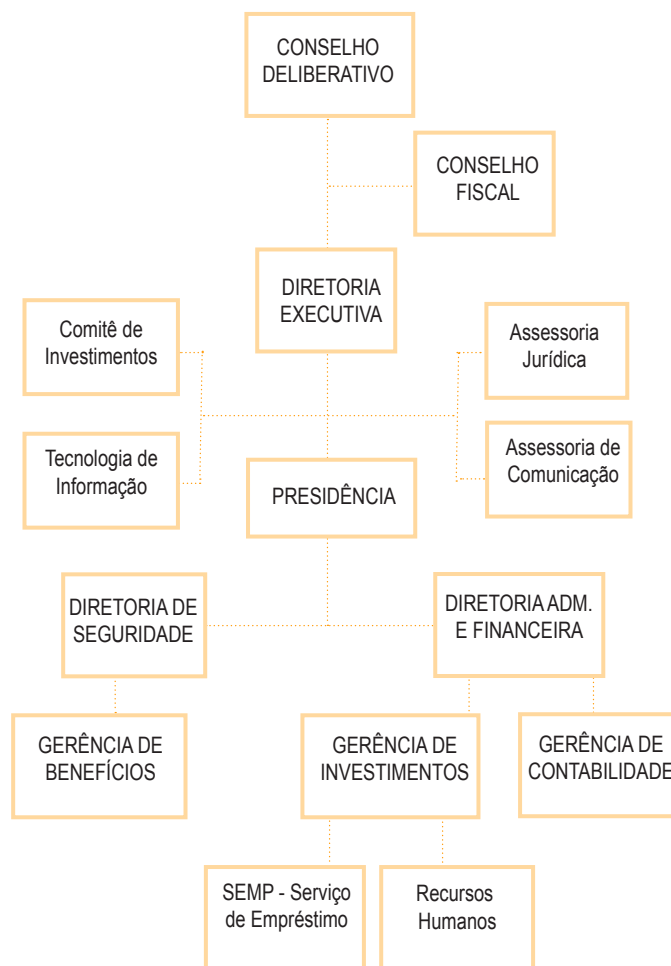 CONSELHO
DELIBERATIVO
CONSELHO
FISCAL
DIRETORIA
EXECUTIVA
Comitê de
Investimentos
Assessoria
Jurídica
Tecnologia de
Informação
Assessoria de
Comunicação
PRESIDÊNCIA
DIRETORIA DE
SEGURIDADE
DIRETORIA ADM.
E FINANCEIRA
GERÊNCIA DE
BENEFÍCIOS
GERÊNCIA DE
INVESTIMENTOS
GERÊNCIA DE
CONTABILIDADE
SEMP - Serviço
de Empréstimo
Recursos
Humanos